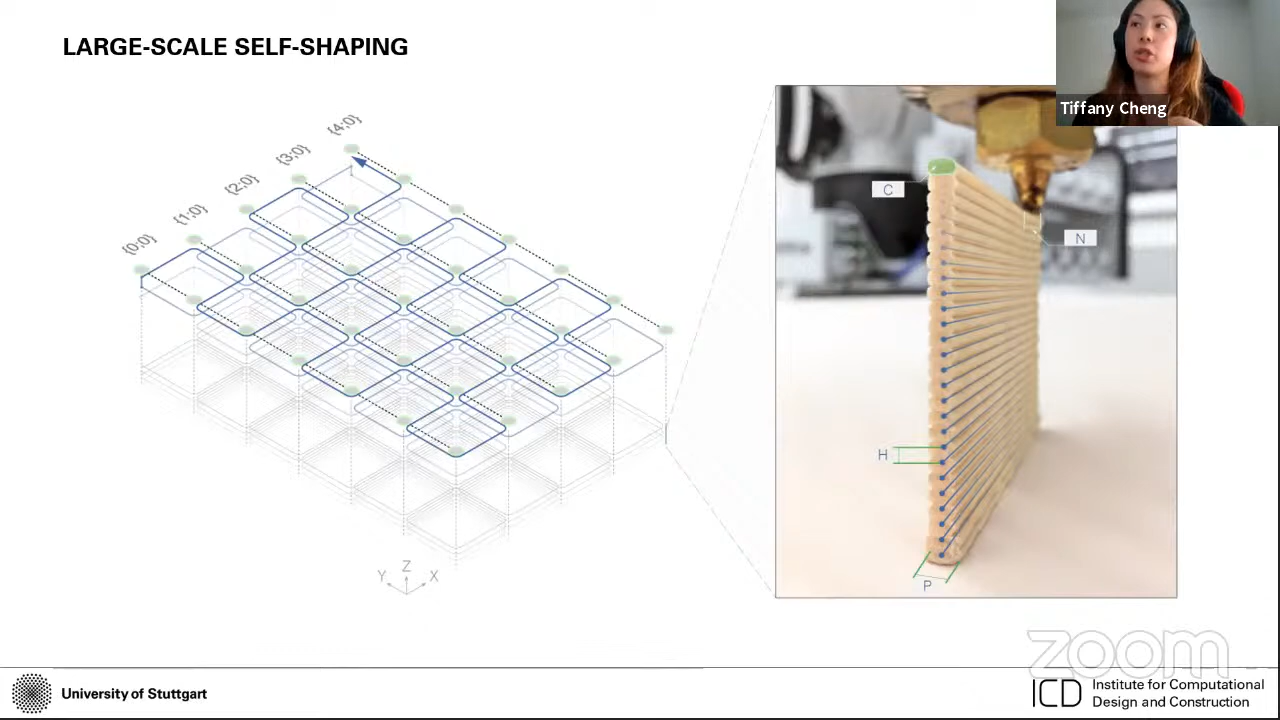 LARGE-SCALE SELF-SHAPING
Tiffany Cheng
{4;0}
{3;0}
{2;0}
{1;0}
{0;0}
C
N
H
P
Y Z X
zoom
University of Stuttgart
ICD
Institute for Computational
Design and Construction